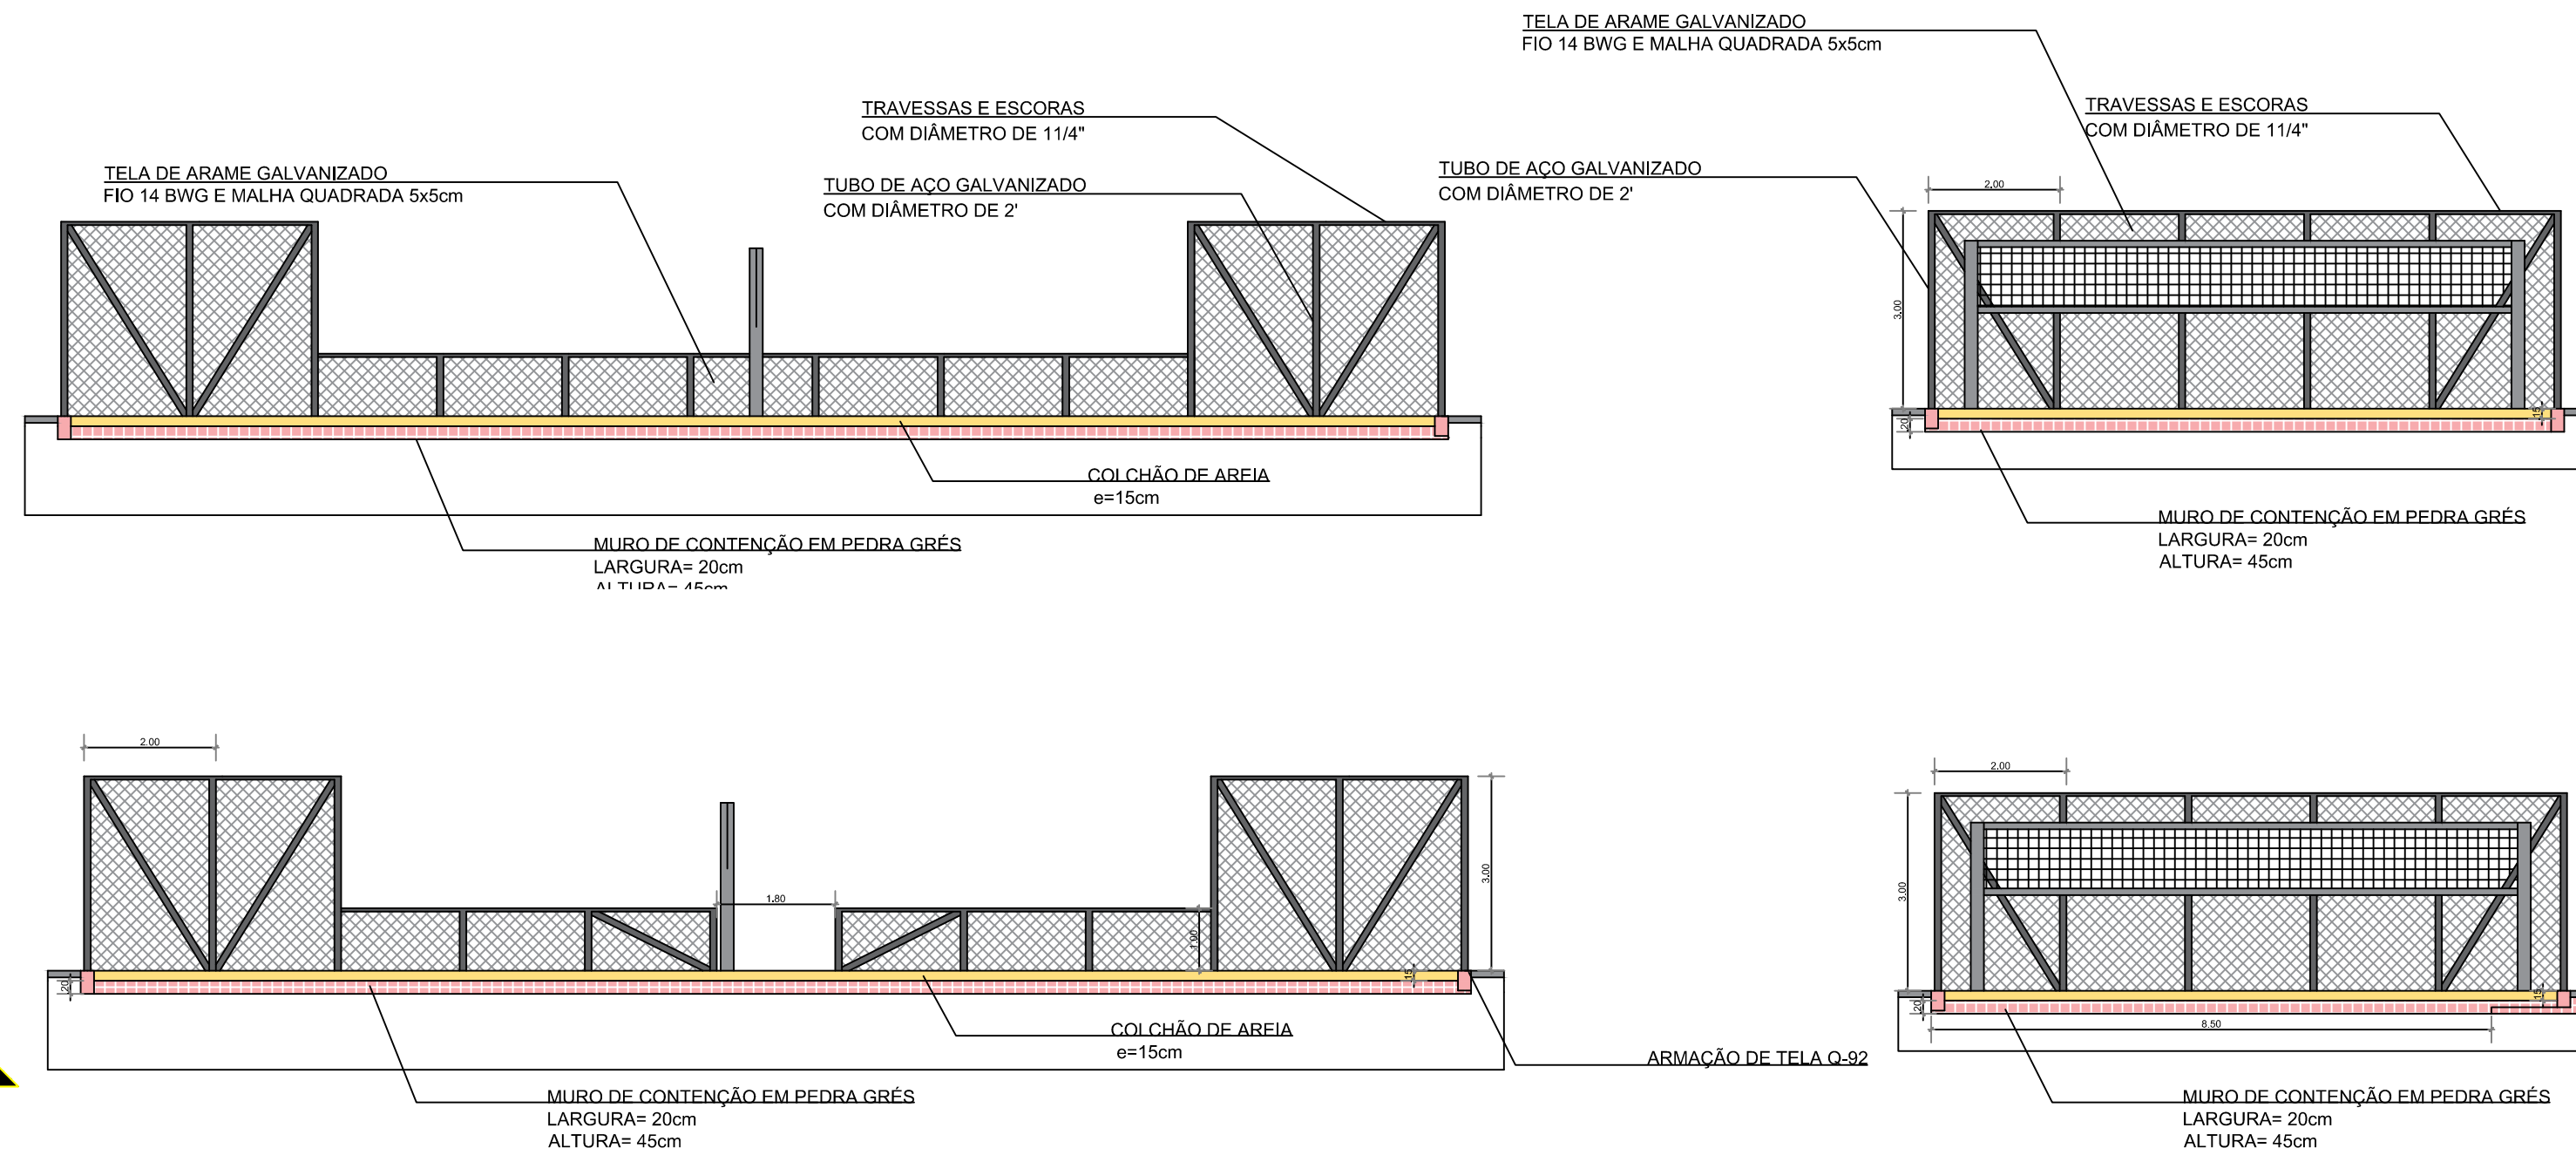 TELA DE ARAME GALVANIZADO
FIO 14 BWG E MALHA QUADRADA 5x5cm
TRAVESSAS E ESCORAS
COM DIÂMETRO DE 11/4"
TUBO DE AÇO GALVANIZADO
COM DIÂMETRO DE 2'
COLCHÃO DE AREIA
e=15cm
MURO DE CONTENÇÃO EM PEDRA GRÉS
LARGURA= 20cm
ALTURA= 45cm
TELA DE ARAME GALVANIZADO
FIO 14 BWG E MALHA QUADRADA 5x5cm
TRAVESSAS E ESCORAS
COM DIÂMETRO DE 11/4"
TUBO DE AÇO GALVANIZADO
COM DIÂMETRO DE 2'
2.00
3.00
.20
.15
MURO DE CONTENÇÃO EM PEDRA GRÉS
LARGURA= 20cm
ALTURA= 45cm
2.00
1.80
1.00
3.00
.20
.15
COLCHÃO DE AREIA
e=15cm
ARMAÇÃO DE TELA Q-92
MURO DE CONTENÇÃO EM PEDRA GRÉS
LARGURA= 20cm
ALTURA= 45cm
2.00
3.00
.20
.15
8.50
MURO DE CONTENÇÃO EM PEDRA GRÉS
LARGURA= 20cm
ALTURA= 45cm